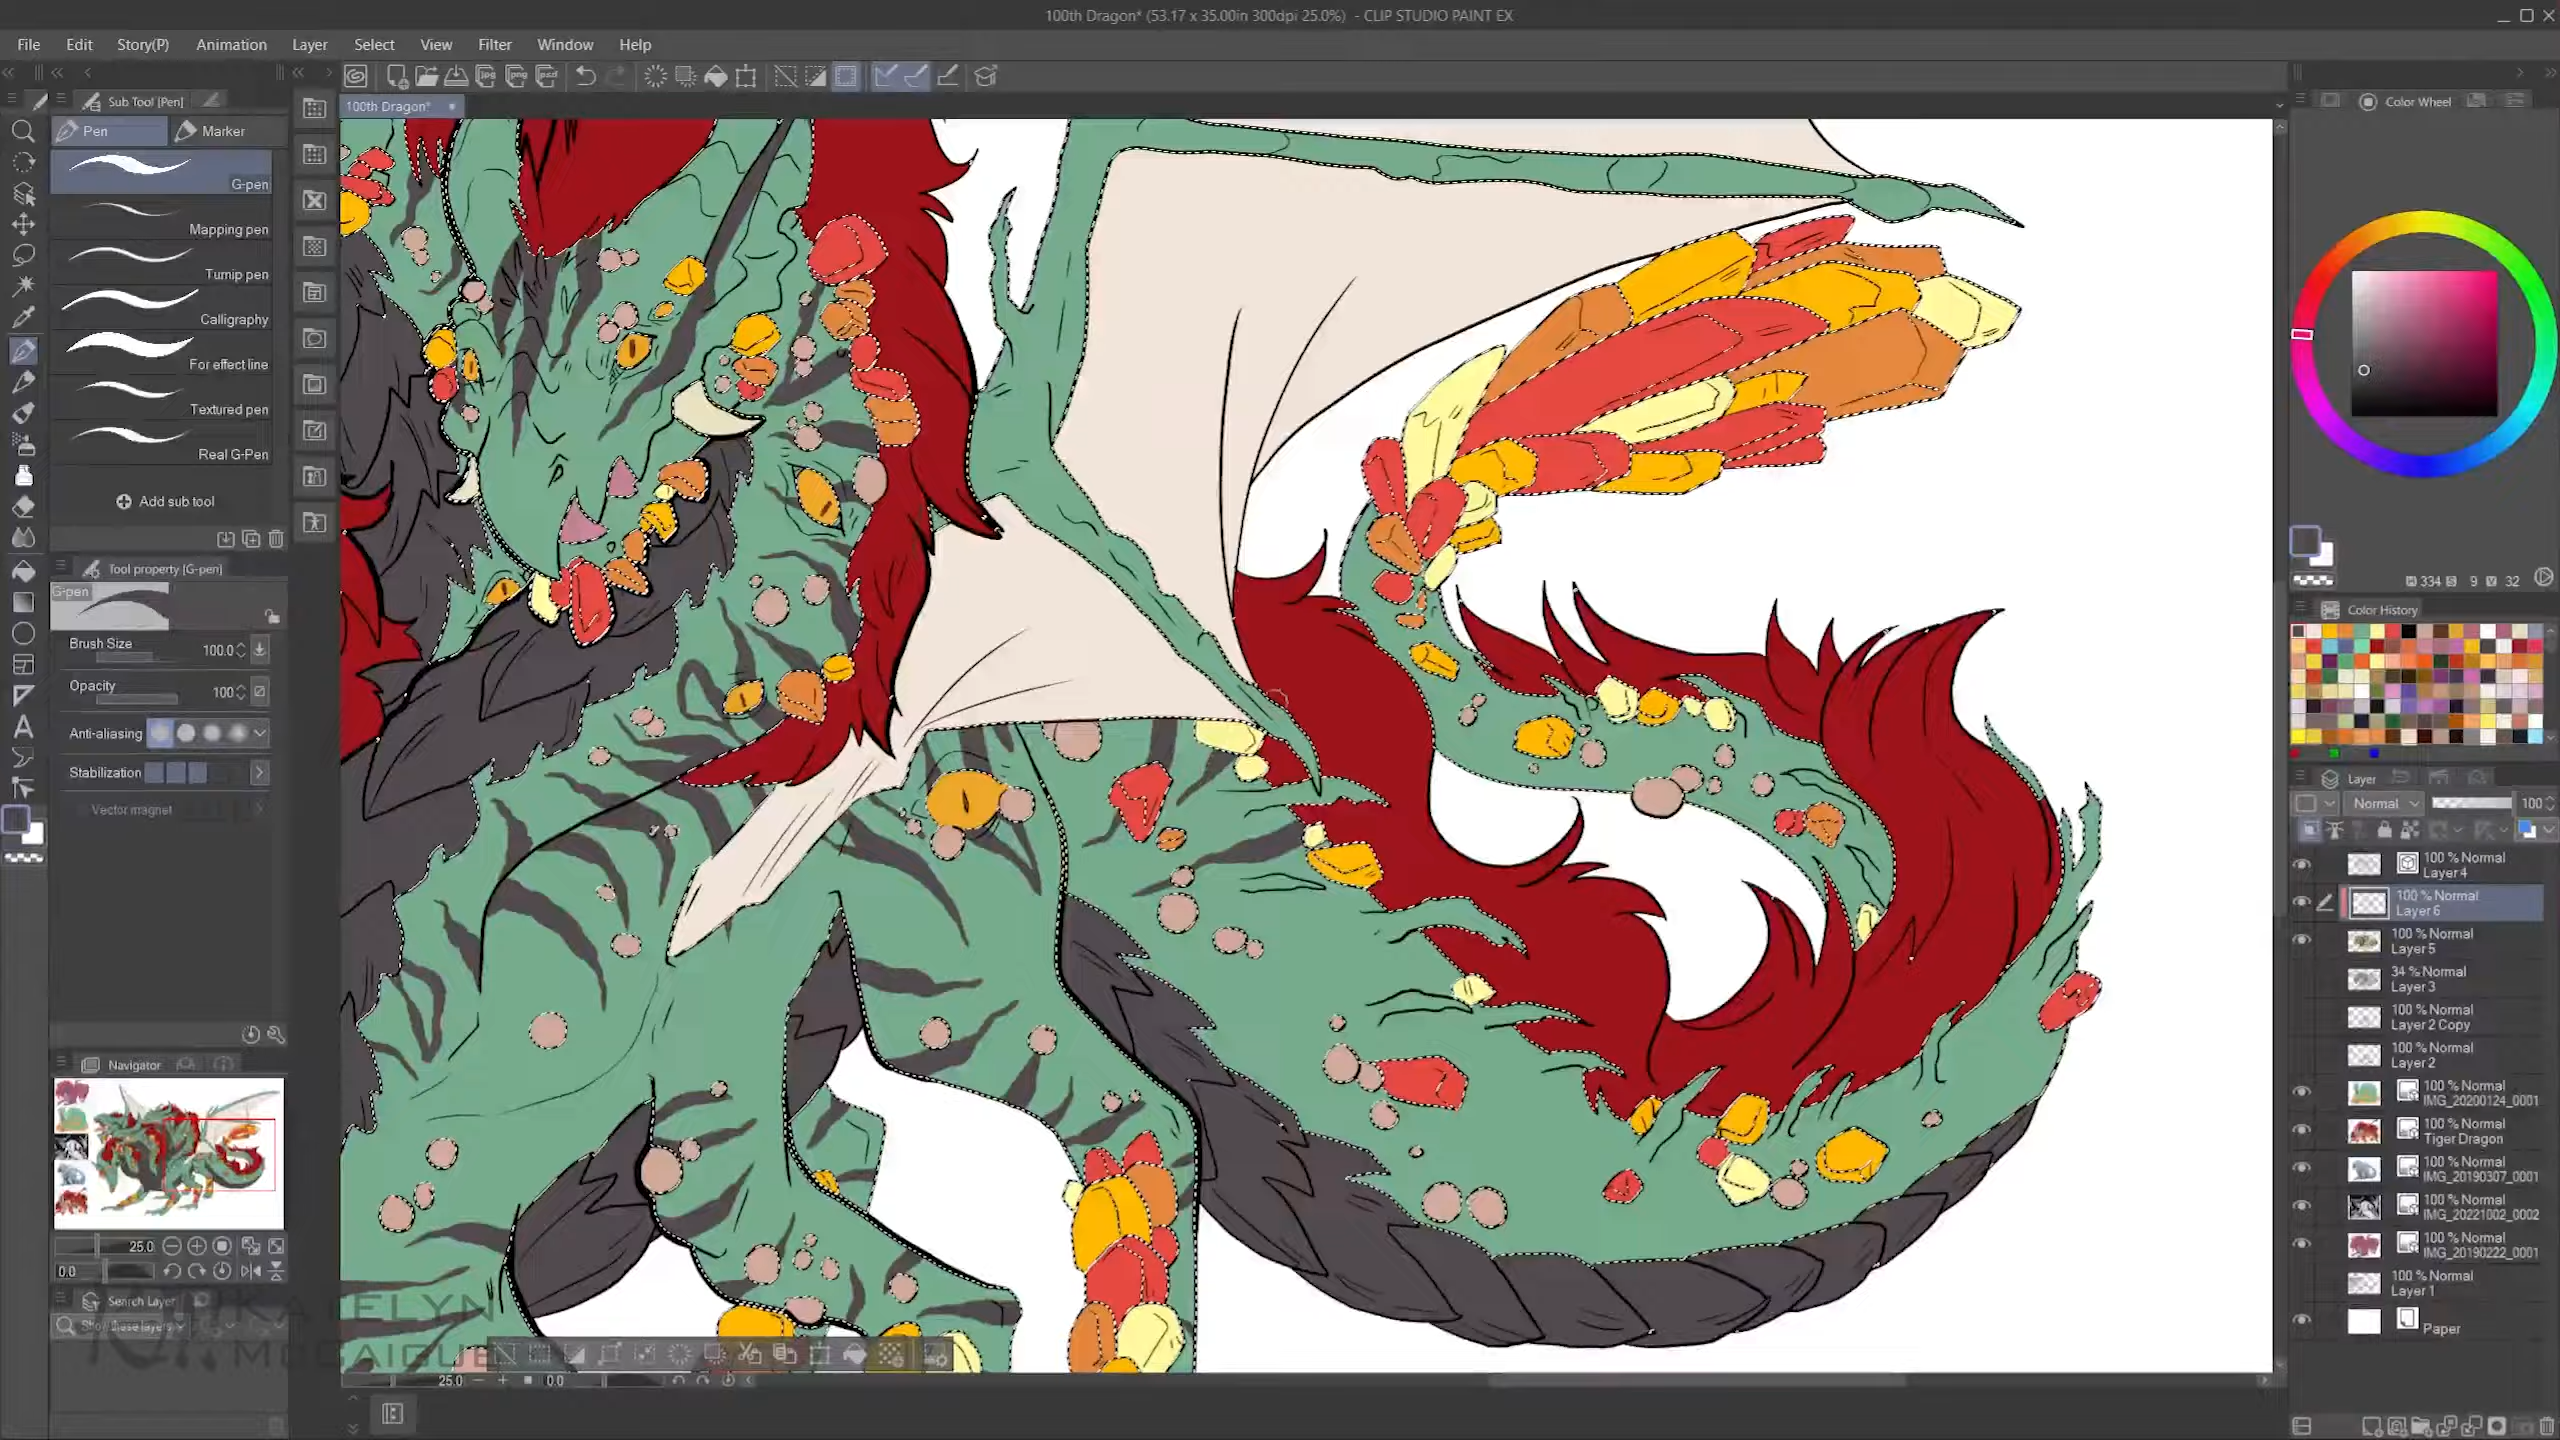 100th Dragon* (53.17 x 35.00in 300dpi 25.0%) - CLIP STUDIO PAINT EX
File Edit Story(P) Animation Layer Select View Filter Window Help
Sub Tool [Pen]
Pen Marker
G-pen
Mapping pen
Turnip pen
Calligraphy
For effect line
Textured pen
Real G-Pen
Add sub tool
Tool property [G-pen]
G-pen
Brush Size 100.0
Opacity 100
Anti-aliasing
Stabilization
Vector magnet
Navigator
25.0
0.0
Search Layer
Show these layers
100th Dragon*
25.0 0.0
KATELYN
MCCAIGUE
Color Wheel
H 334 S 9 V 32
Color History
Layer
Normal 100
100 % Normal
Layer 4
100 % Normal
Layer 6
100 % Normal
Layer 5
34 % Normal
Layer 3
100 % Normal
Layer 2 Copy
100 % Normal
Layer 2
100 % Normal
IMG_20200124_0001
100 % Normal
Tiger Dragon
100 % Normal
IMG_20190307_0001
100 % Normal
IMG_20221002_0002
100 % Normal
IMG_20190222_0001
100 % Normal
Layer 1
Paper